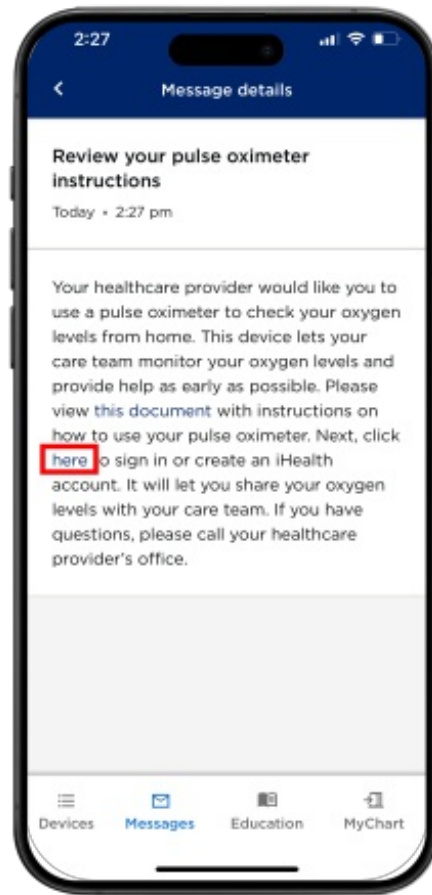 2:27
Message details
Review your pulse oximeter
instructions
Today • 2:27 pm
Your healthcare provider would like you to
use a pulse oximeter to check your oxygen
levels from home. This device lets your
care team monitor your oxygen levels and
provide help as early as possible. Please
view this document with instructions on
how to use your pulse oximeter. Next, click
here to sign in or create an iHealth
account. It will let you share your oxygen
levels with your care team. If you have
questions, please call your healthcare
provider's office.
Devices Messages Education MyChart